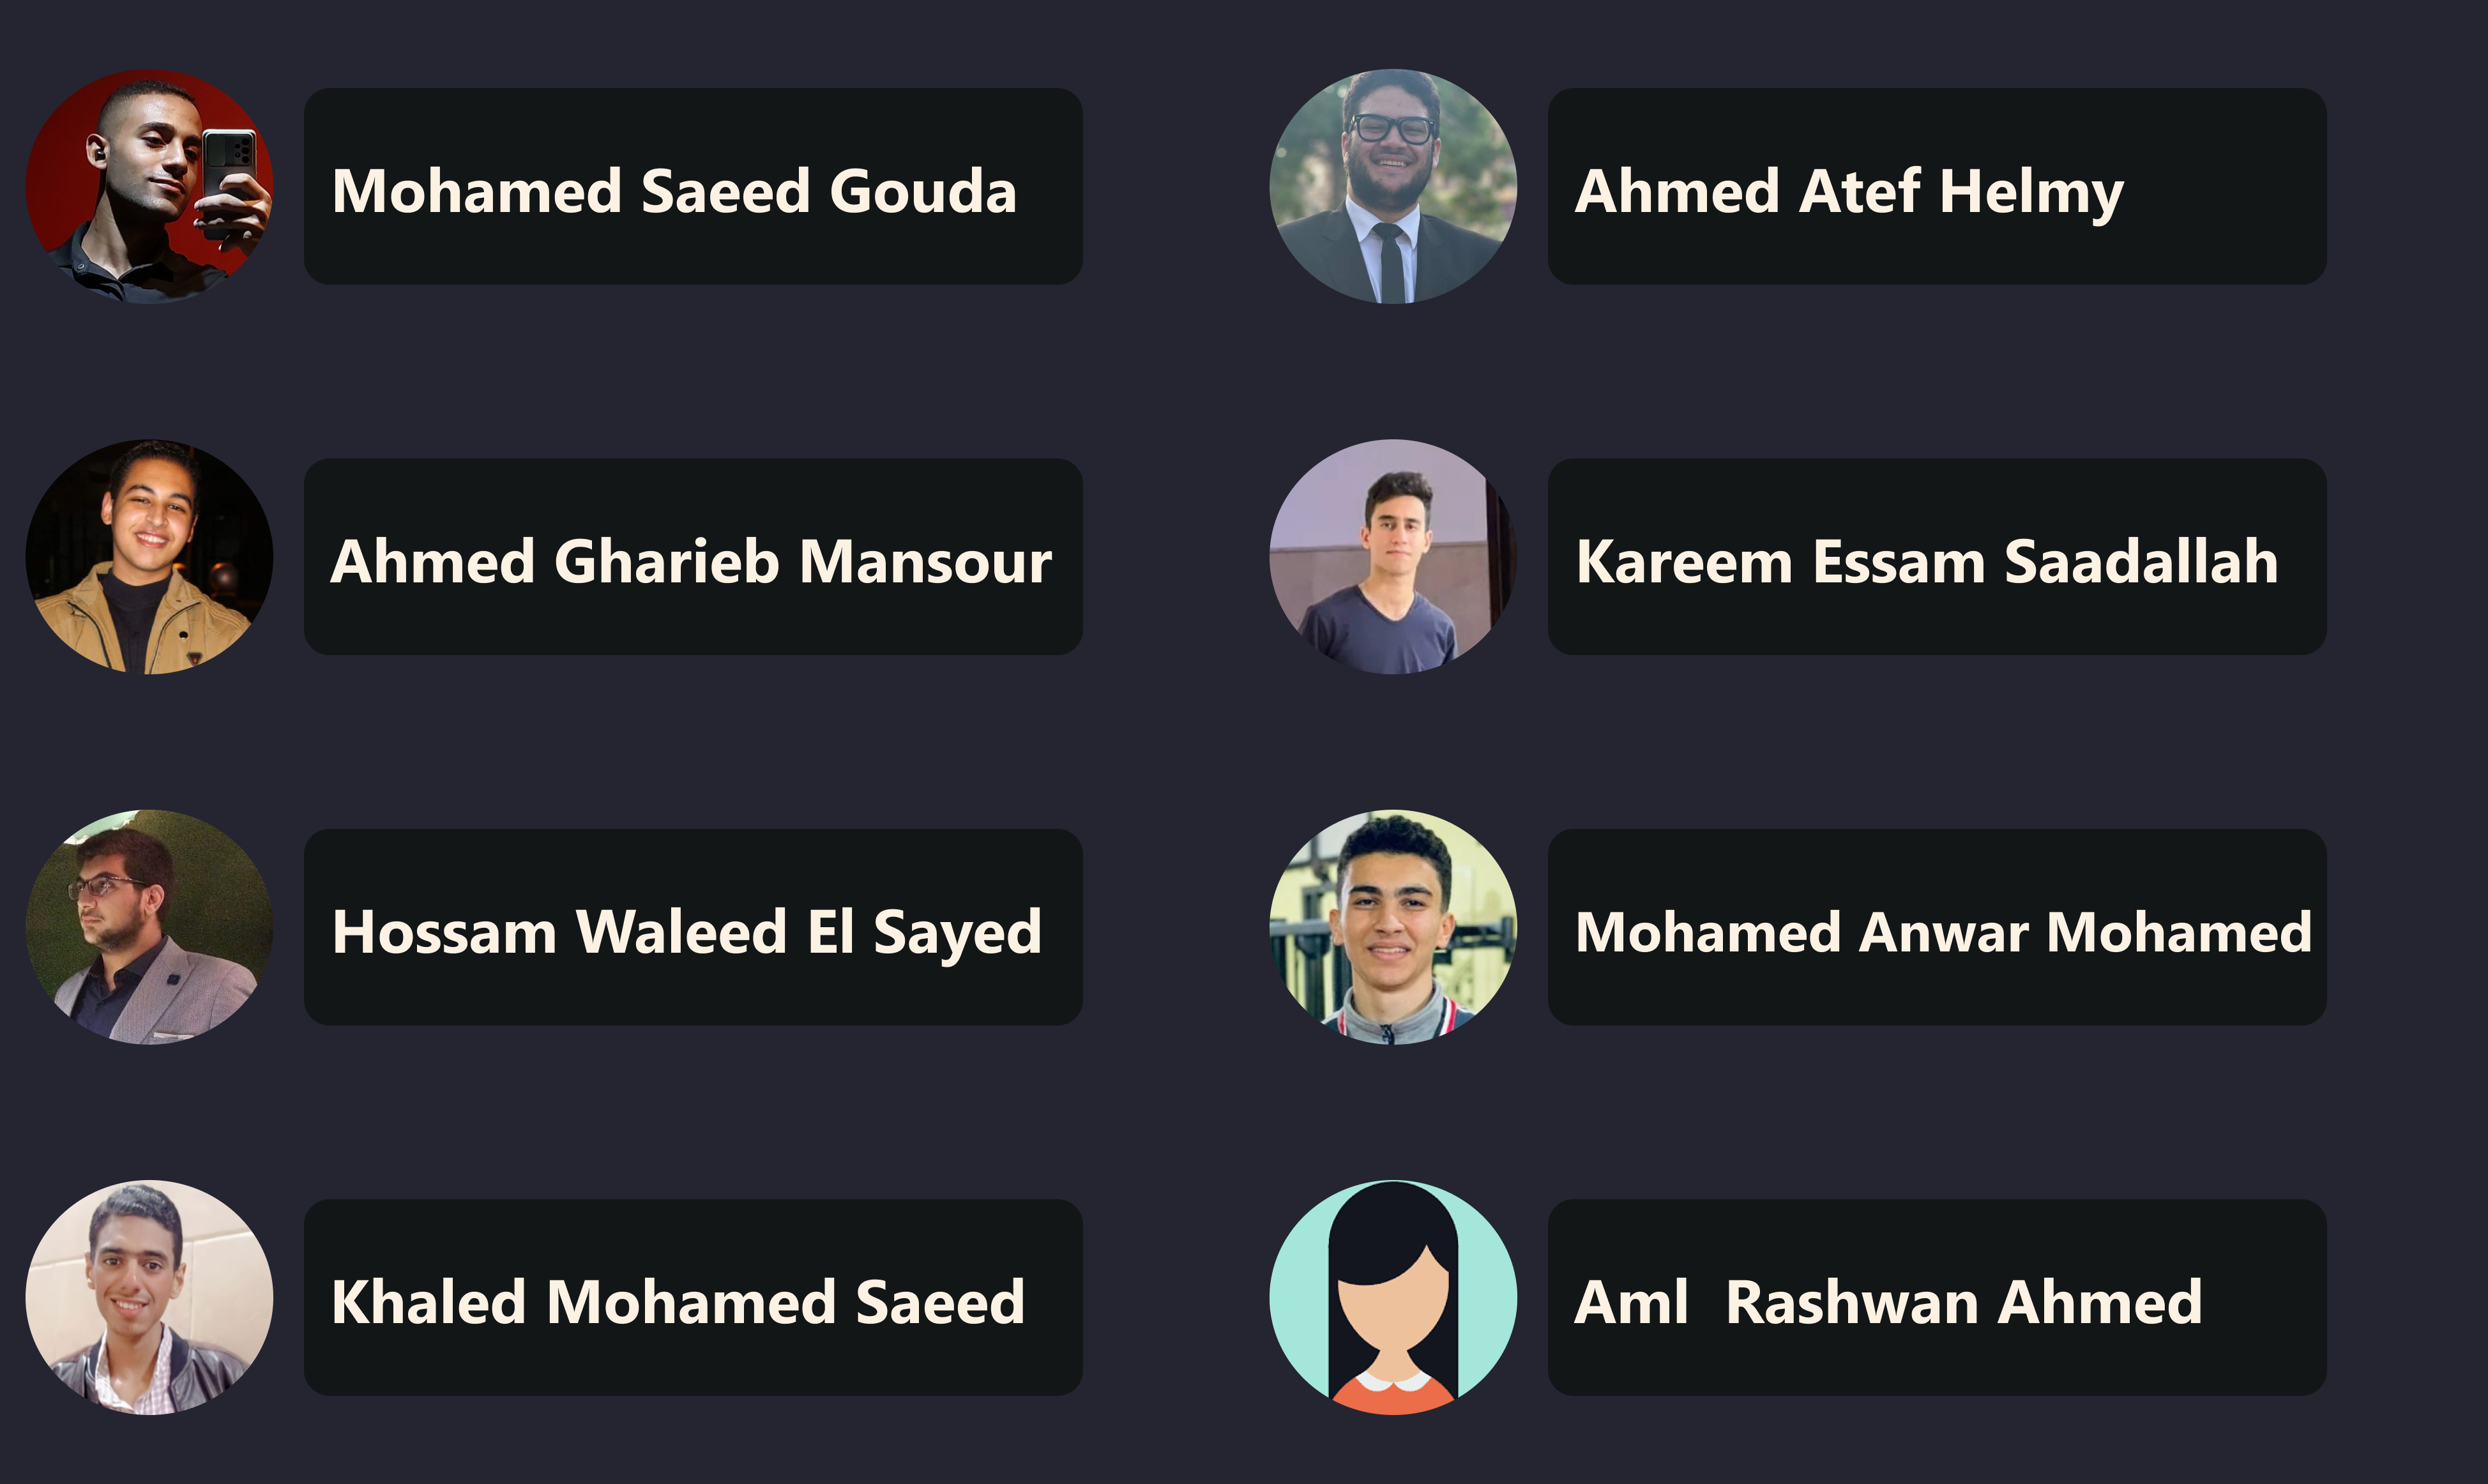 Mohamed Saeed Gouda
Ahmed Atef Helmy
Ahmed Gharieb Mansour
Kareem Essam Saadallah
Hossam Waleed El Sayed
Mohamed Anwar Mohamed
Khaled Mohamed Saeed
Aml  Rashwan Ahmed